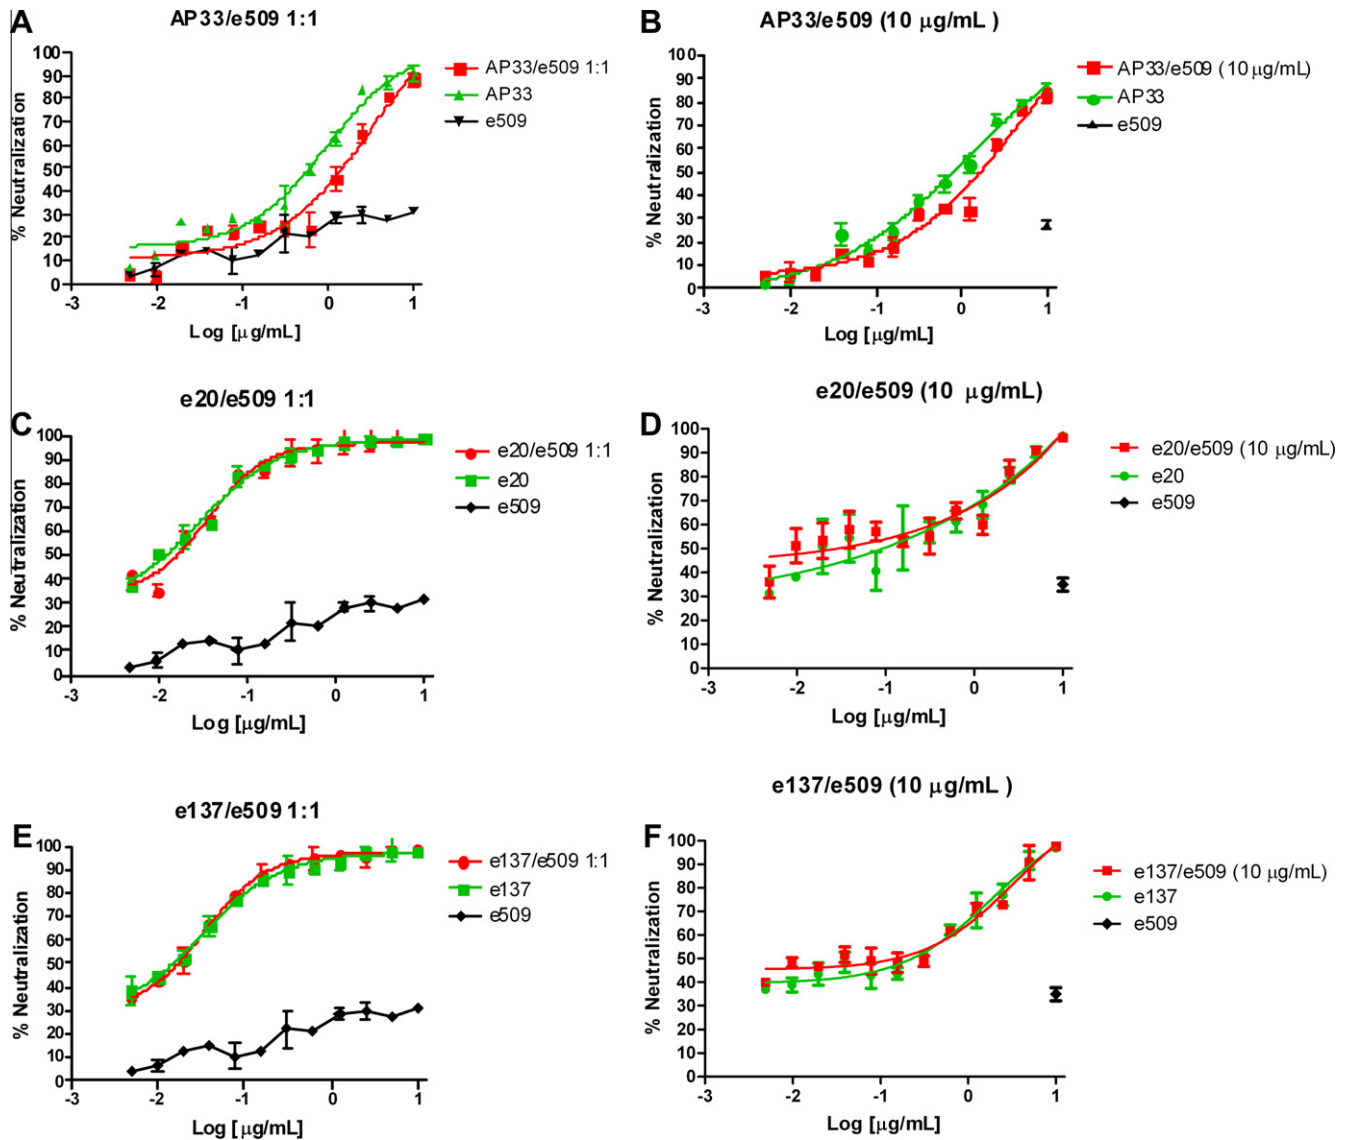 A
AP33/e509 1:1
% Neutralization
100
90
80
70
60
50
40
30
20
10
0
-3
-2
-1
0
1
Log [μg/mL]
AP33/e509 1:1
AP33
e509
B
AP33/e509 (10 μg/mL )
% Neutralization
100
90
80
70
60
50
40
30
20
10
0
-3
-2
-1
0
1
Log [μg/mL]
AP33/e509 (10μg/mL)
AP33
e509
C
e20/e509 1:1
% Neutralization
100
90
80
70
60
50
40
30
20
10
0
-3
-2
-1
0
1
Log [μg/mL]
e20/e509 1:1
e20
e509
D
e20/e509 (10 μg/mL)
% Neutralization
100
90
80
70
60
50
40
30
20
10
0
-3
-2
-1
0
1
Log [μg/mL]
e20/e509 (10 μg/mL)
e20
e509
E
e137/e509 1:1
% Neutralization
100
90
80
70
60
50
40
30
20
10
0
-3
-2
-1
0
1
Log [μg/mL]
e137/e509 1:1
e137
e509
F
e137/e509 (10 μg/mL )
% Neutralization
100
90
80
70
60
50
40
30
20
10
0
-3
-2
-1
0
1
Log [μg/mL]
e137/e509 (10 μg/mL)
e137
e509